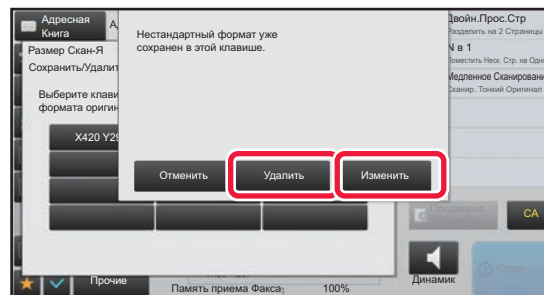 Адресная
Книга
А
Размер Скан-Я
Сохранить/Удалит
Выберите клави
формата оригин
X420 Y29
Нестандартный формат уже
сохранен в этой клавише.
Отменить
Удалить
Изменить
Двойн.Прос.Стр
Разделить на 2 Страницы
N в 1
Поместить Неск. Стр. на Одн
Медленное Сканировани
Сканир. Тонкий Оригинал
CA
Динамик
Старт
Прочие
Память приема Факса: 100%